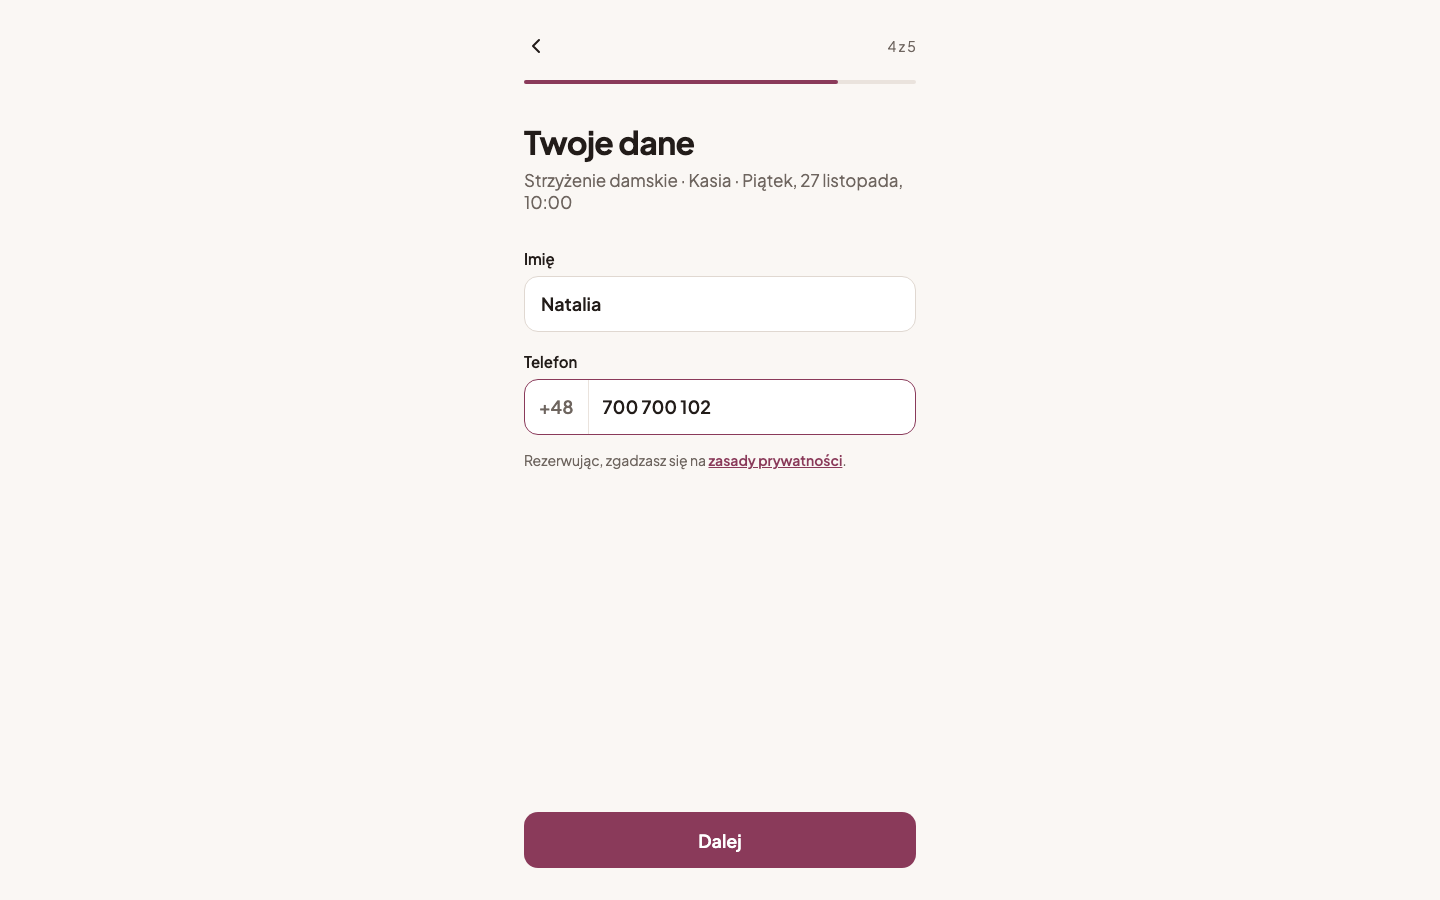 4 z 5
Twoje dane
Strzyżenie damskie · Kasia · Piątek, 27 listopada,
10:00
Imię
Natalia
Telefon
+48 700 700 102
Rezerwując, zgadzasz się na zasady prywatności.
Dalej